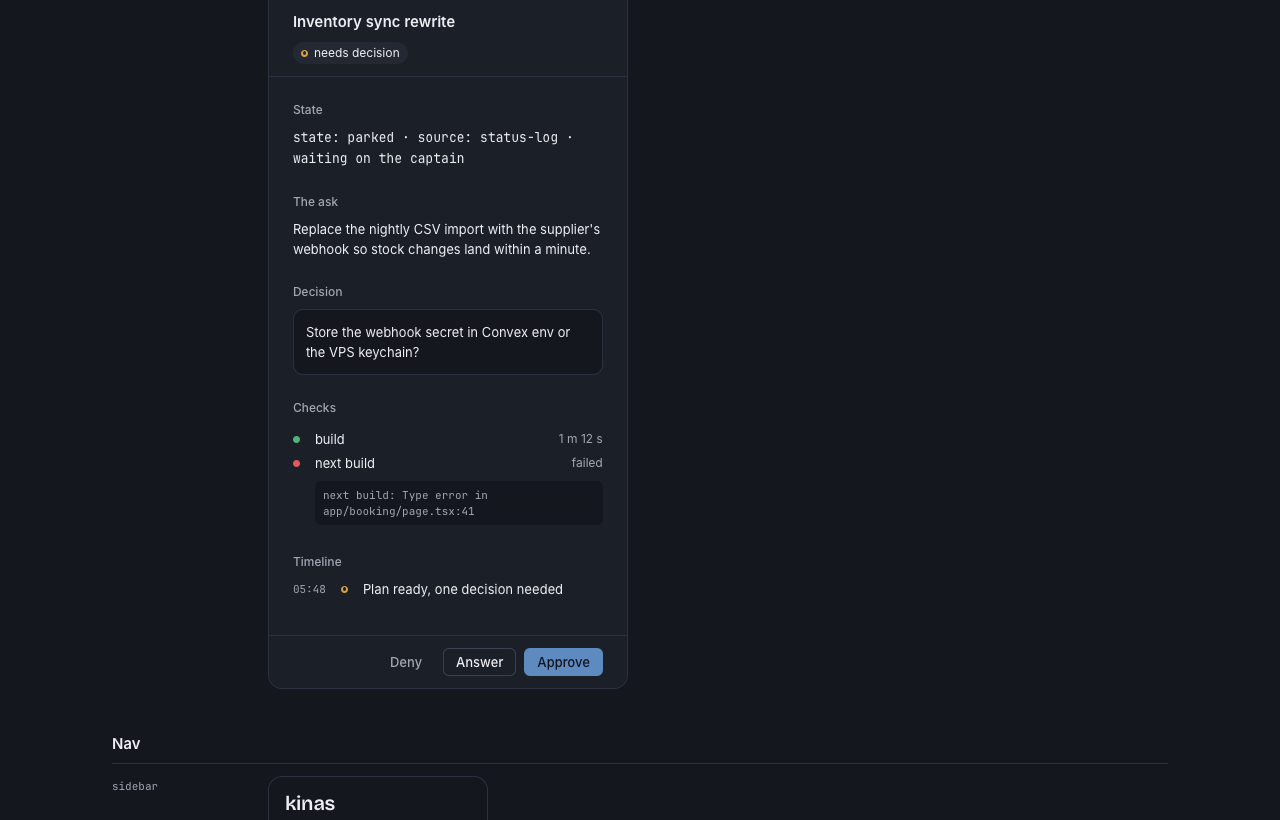 Inventory sync rewrite
needs decision
State
state: parked · source: status-log ·
waiting on the captain
The ask
Replace the nightly CSV import with the supplier's
webhook so stock changes land within a minute.
Decision
Store the webhook secret in Convex env or
the VPS keychain?
Checks
build 1 m 12 s
next build failed
next build: Type error in
app/booking/page.tsx:41
Timeline
05:48 Plan ready, one decision needed
Deny Answer Approve
Nav
sidebar
kinas